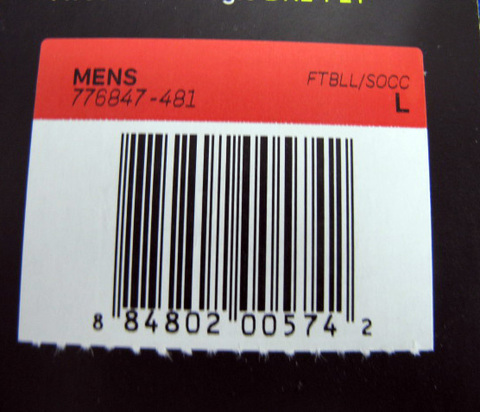 MENS
FTBLL/SOCC
776847-481
L
8 84802 00574 2